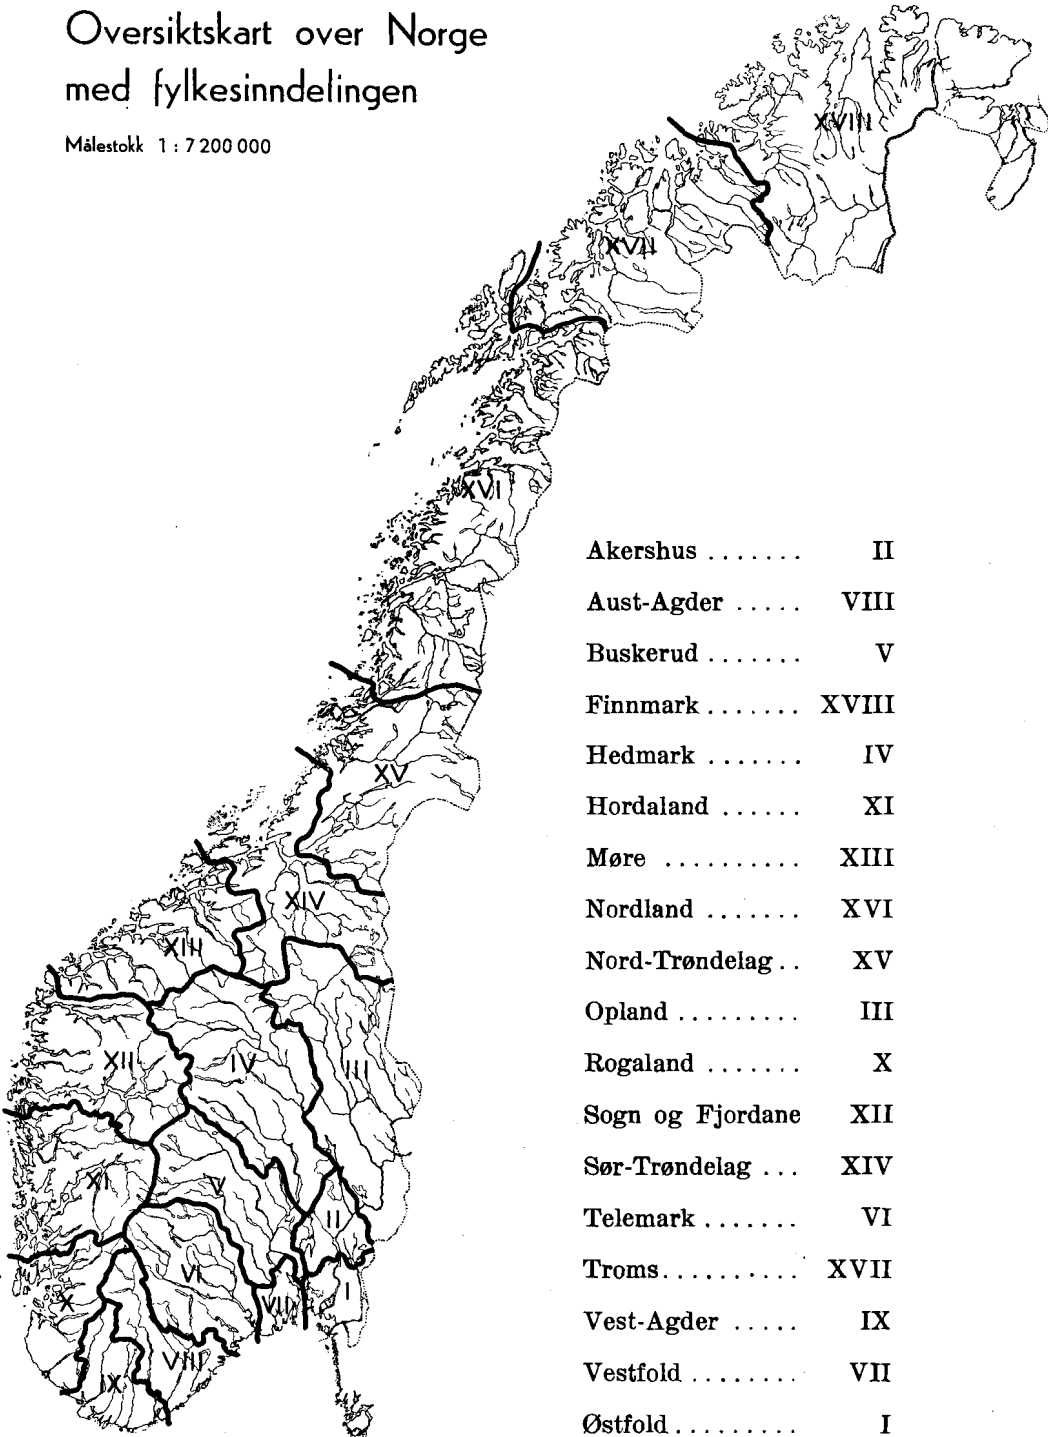 Oversiktskart over Norge
med fylkesinndelingen
Målestokk 1 : 7 200 000
XVIII
XVII
XVI
XV
XIV
XIII
XII
IV
III
XI
V
II
VI
I
X
VII
VIII
IX
Akershus ....... II
Aust-Agder ..... VIII
Buskerud ....... V
Finnmark ....... XVIII
Hedmark ....... IV
Hordaland ...... XI
Møre .......... XIII
Nordland ....... XVI
Nord-Trøndelag .. XV
Opland ......... III
Rogaland ....... X
Sogn og Fjordane XII
Sør-Trøndelag ... XIV
Telemark ....... VI
Troms.......... XVII
Vest-Agder ..... IX
Vestfold ........ VII
Østfold ......... I